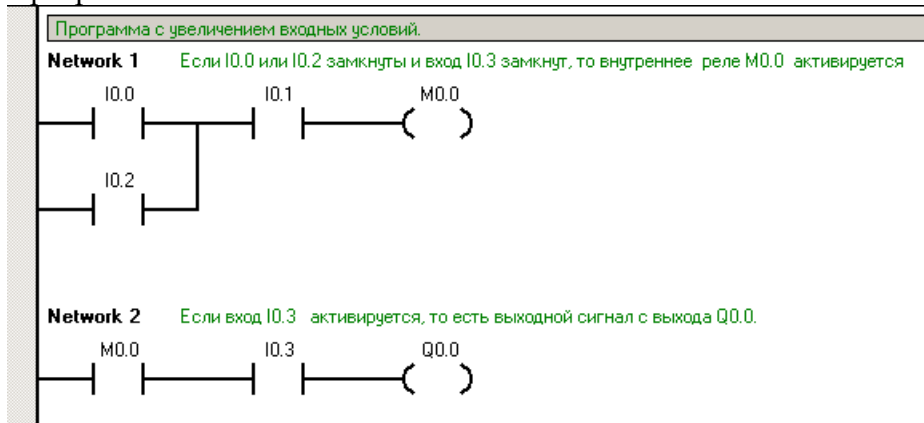 Программа с увеличением входных условий.
Network 1 Если I0.0 или I0.2 замкнуты и вход I0.3 замкнут, то внутреннее реле M0.0 активируется
I0.0 I0.1 M0.0
I0.2
Network 2 Если вход I0.3 активируется, то есть выходной сигнал с выхода Q0.0.
M0.0 I0.3 Q0.0